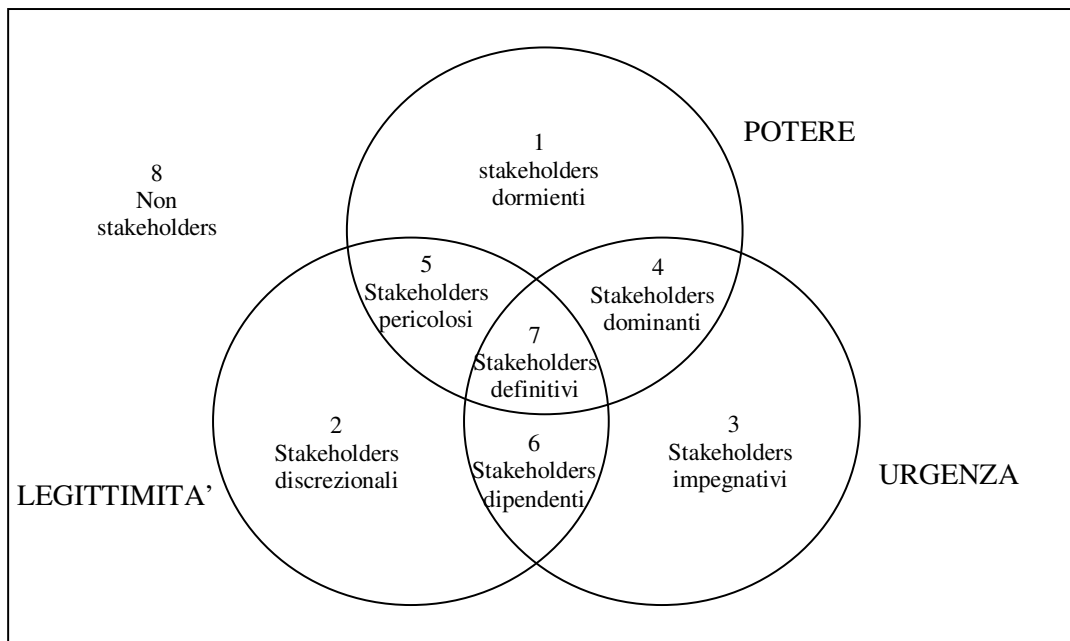 POTERE
1
stakeholders
dormienti
8
Non
stakeholders
5
Stakeholders
pericolosi
4
Stakeholders
dominanti
7
Stakeholders
definitivi
2
Stakeholders
discrezionali
6
Stakeholders
dipendenti
3
Stakeholders
impegnativi
LEGITTIMITA’
URGENZA